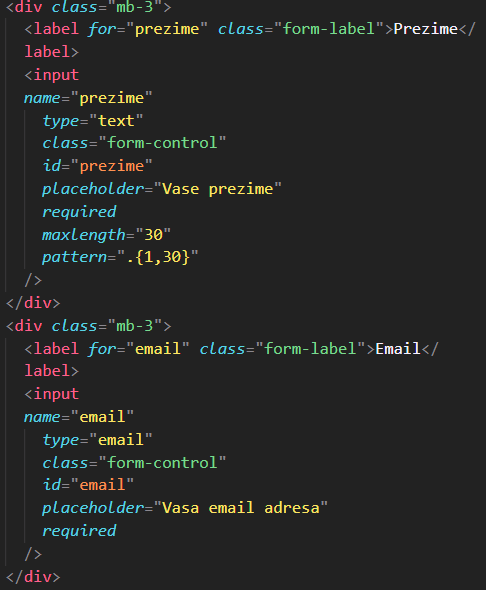 <div class="mb-3">
<label for="prezime" class="form-label">Prezime</
label>
<input
name="prezime"
type="text"
class="form-control"
id="prezime"
placeholder="Vase prezime"
required
maxlength="30"
pattern=".{1,30}"
/>
</div>
<div class="mb-3">
<label for="email" class="form-label">Email</
label>
<input
name="email"
type="email"
class="form-control"
id="email"
placeholder="Vasa email adresa"
required
/>
</div>